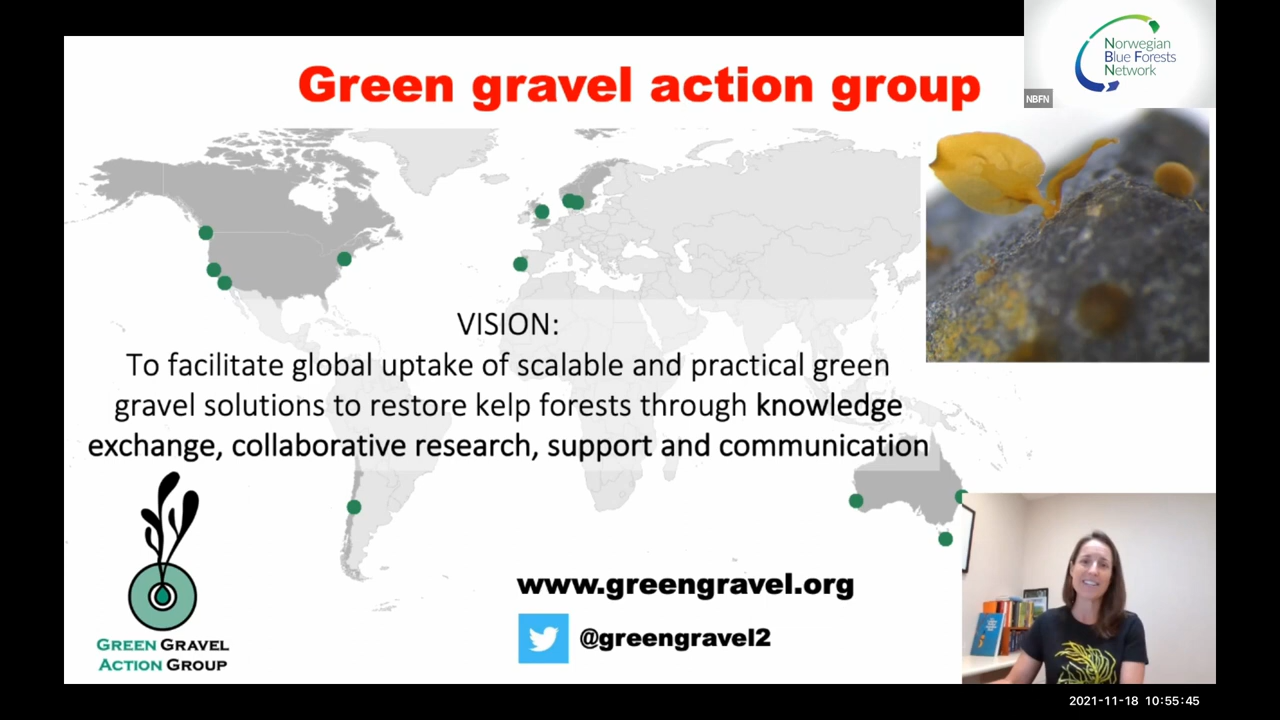 Green gravel action group
Norwegian
Blue Forests
Network
NBFN
VISION:
To facilitate global uptake of scalable and practical green
gravel solutions to restore kelp forests through knowledge
exchange, collaborative research, support and communication
GREEN GRAVEL
ACTION GROUP
www.greengravel.org
@greengravel2
2021-11-18 10:55:45